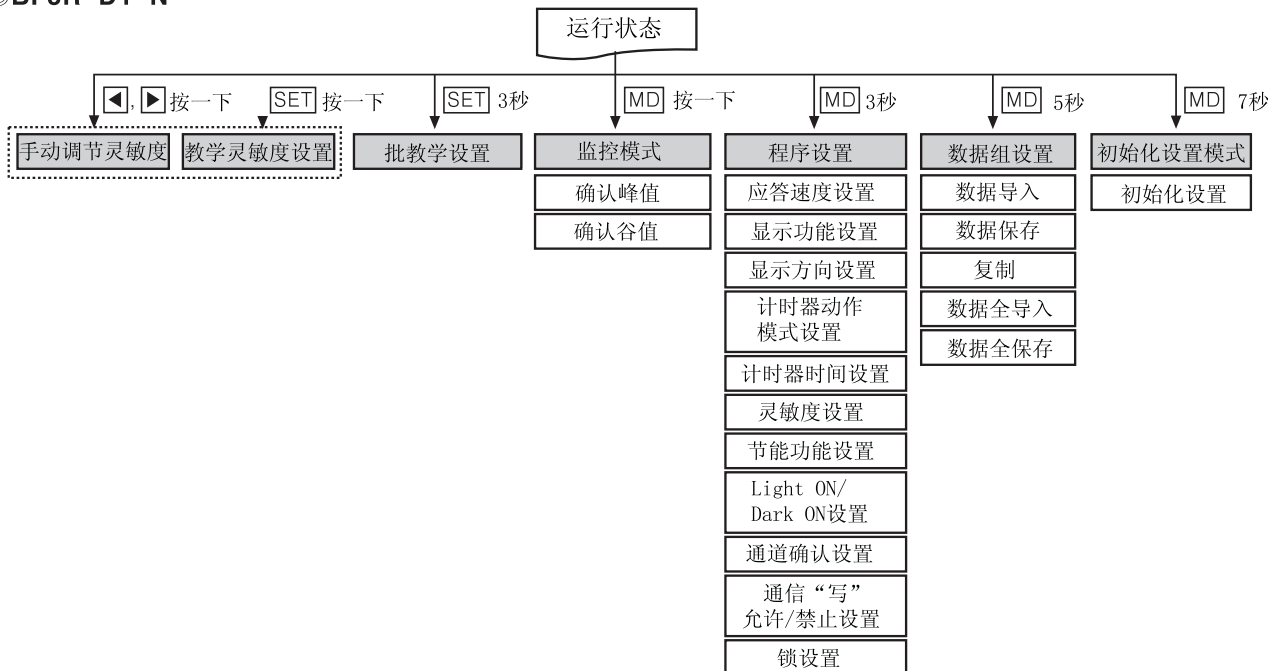 运行状态
◀, ▶ 按一下
SET 按一下
SET 3秒
MD 按一下
MD 3秒
MD 5秒
MD 7秒
手动调节灵敏度
教学灵敏度设置
批教学设置
监控模式
程序设置
数据组设置
初始化设置模式
确认峰值
确认谷值
应答速度设置
显示功能设置
显示方向设置
计时器动作
模式设置
计时器时间设置
灵敏度设置
节能功能设置
Light ON/
Dark ON设置
通道确认设置
通信“写”
允许/禁止设置
锁设置
数据导入
数据保存
复制
数据全导入
数据全保存
初始化设置